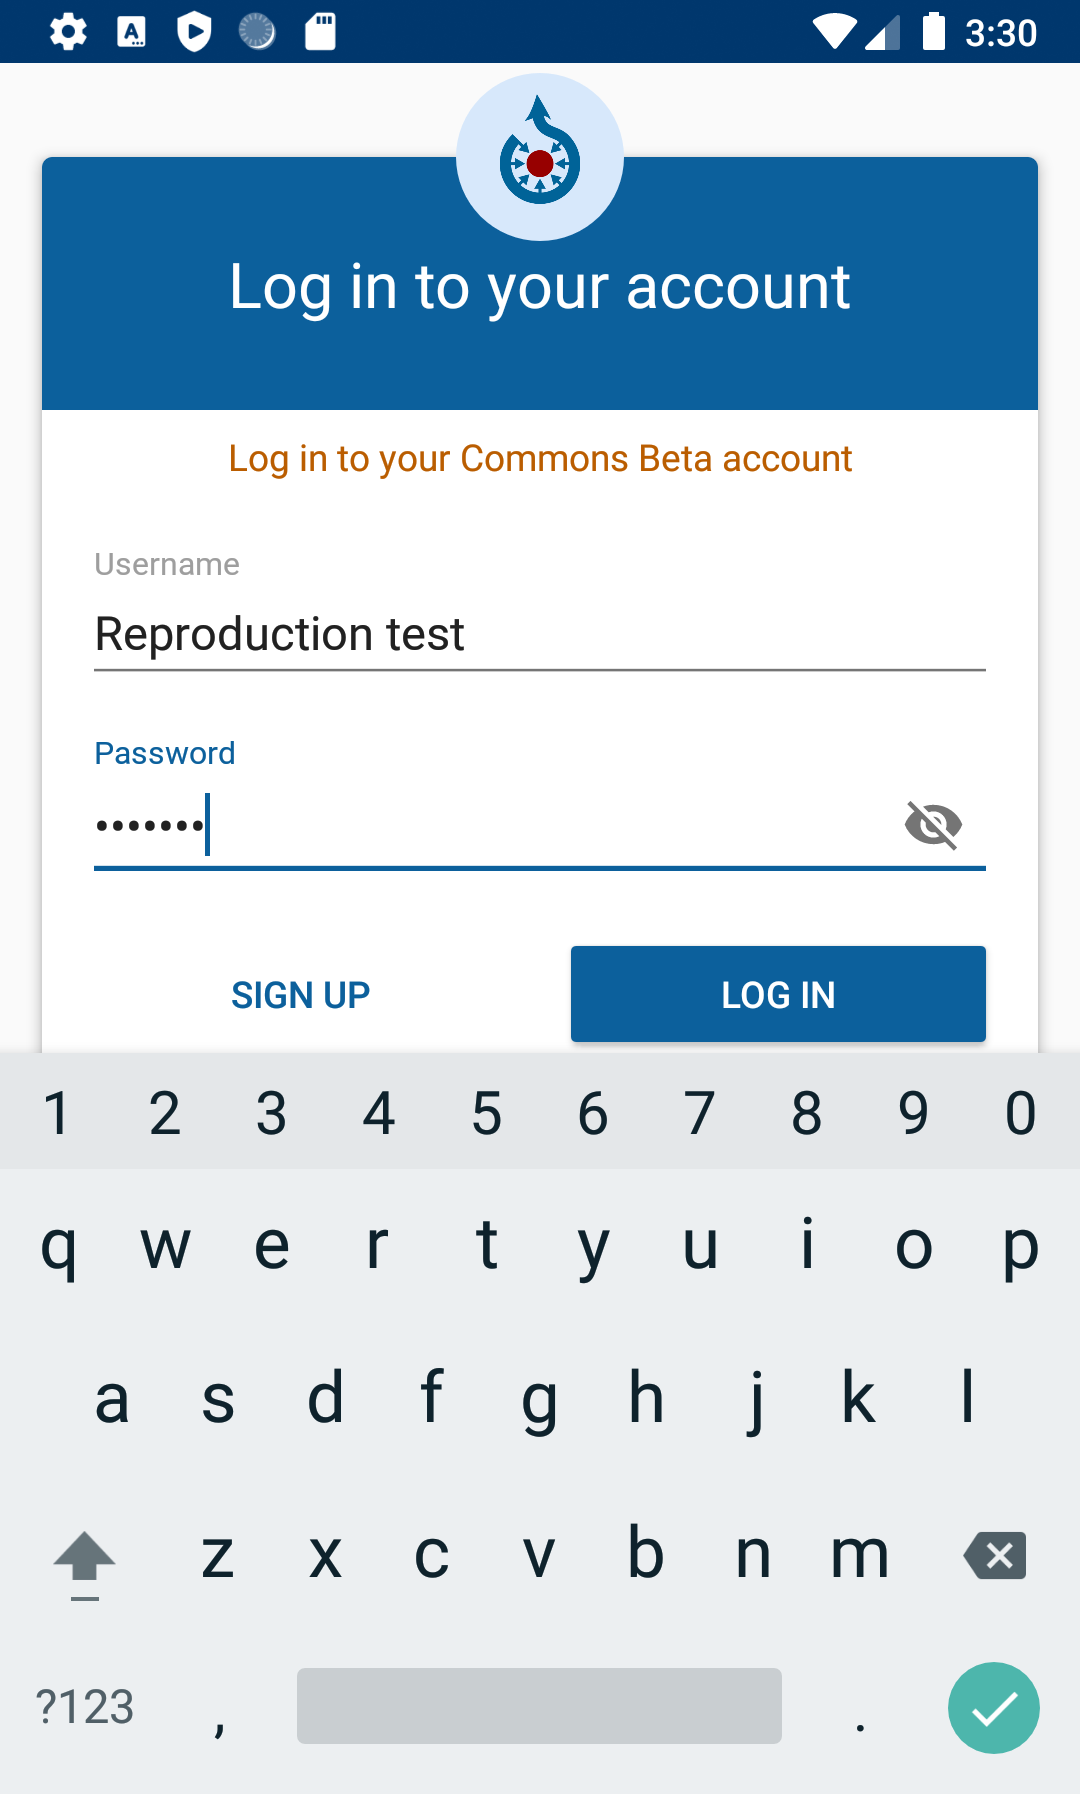 3:30
Log in to your account
Log in to your Commons Beta account
Username
Reproduction test
Password
•••••••
SIGN UP
LOG IN
1 2 3 4 5 6 7 8 9 0
q w e r t y u i o p
a s d f g h j k l
z x c v b n m
?123 , .